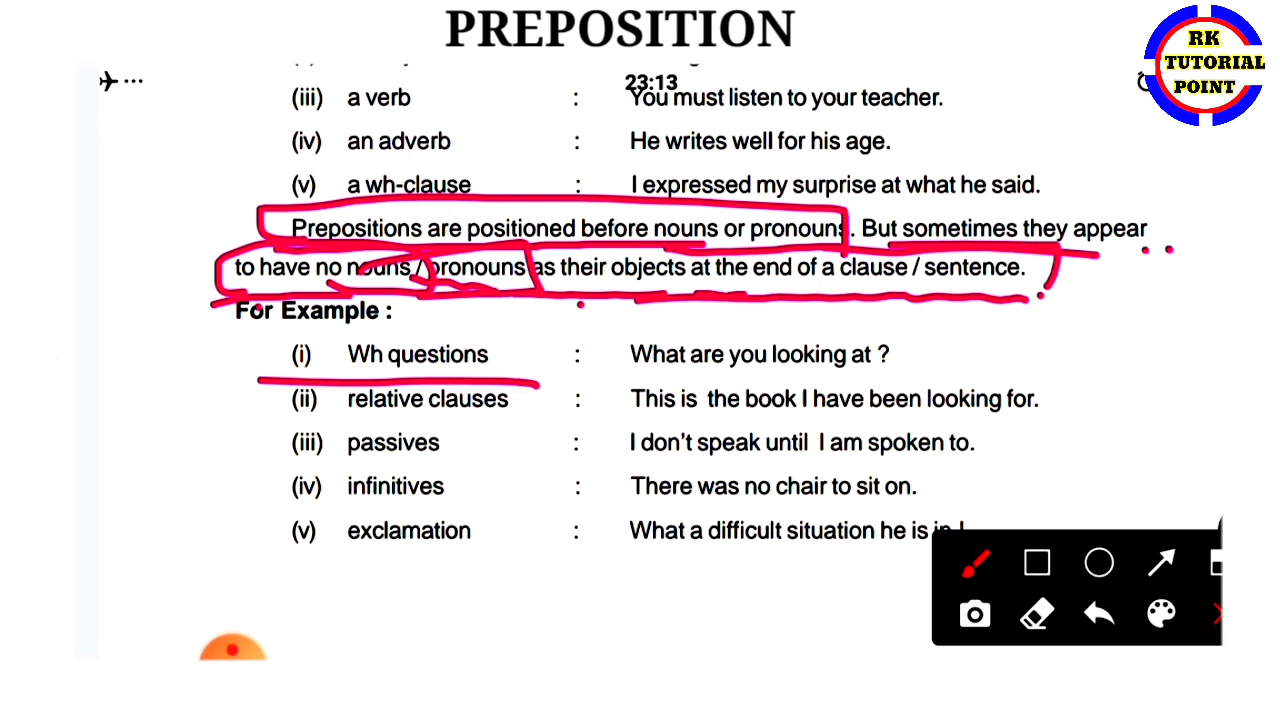 PREPOSITION
RK
TUTORIAL
POINT
23:13
(iii) a verb : You must listen to your teacher.
(iv) an adverb : He writes well for his age.
(v) a wh-clause : I expressed my surprise at what he said.
Prepositions are positioned before nouns or pronouns. But sometimes they appear
to have no nouns / pronouns as their objects at the end of a clause / sentence.
For Example :
(i) Wh questions : What are you looking at ?
(ii) relative clauses : This is the book I have been looking for.
(iii) passives : I don't speak until I am spoken to.
(iv) infinitives : There was no chair to sit on.
(v) exclamation : What a difficult situation he is in !